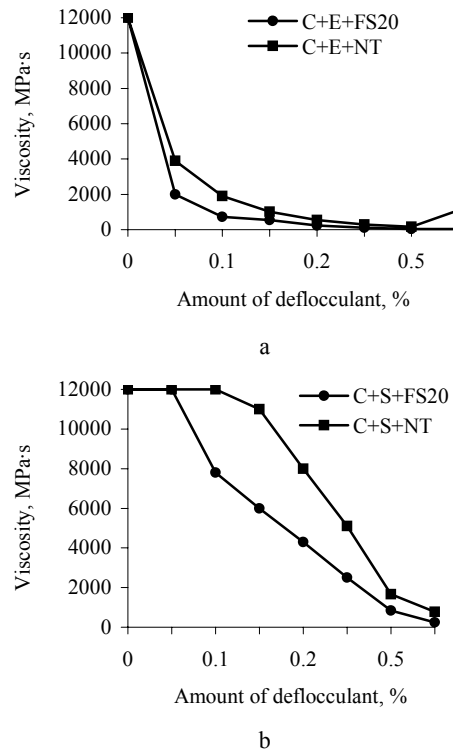 C+E+FS20
C+E+NT
Viscosity, MPa·s
12000
10000
8000
6000
4000
2000
0
0 0.1 0.2 0.5
Amount of deflocculant, %
a
C+S+FS20
C+S+NT
Viscosity, MPa·s
12000
10000
8000
6000
4000
2000
0
0 0.1 0.2 0.5
Amount of deflocculant, %
b